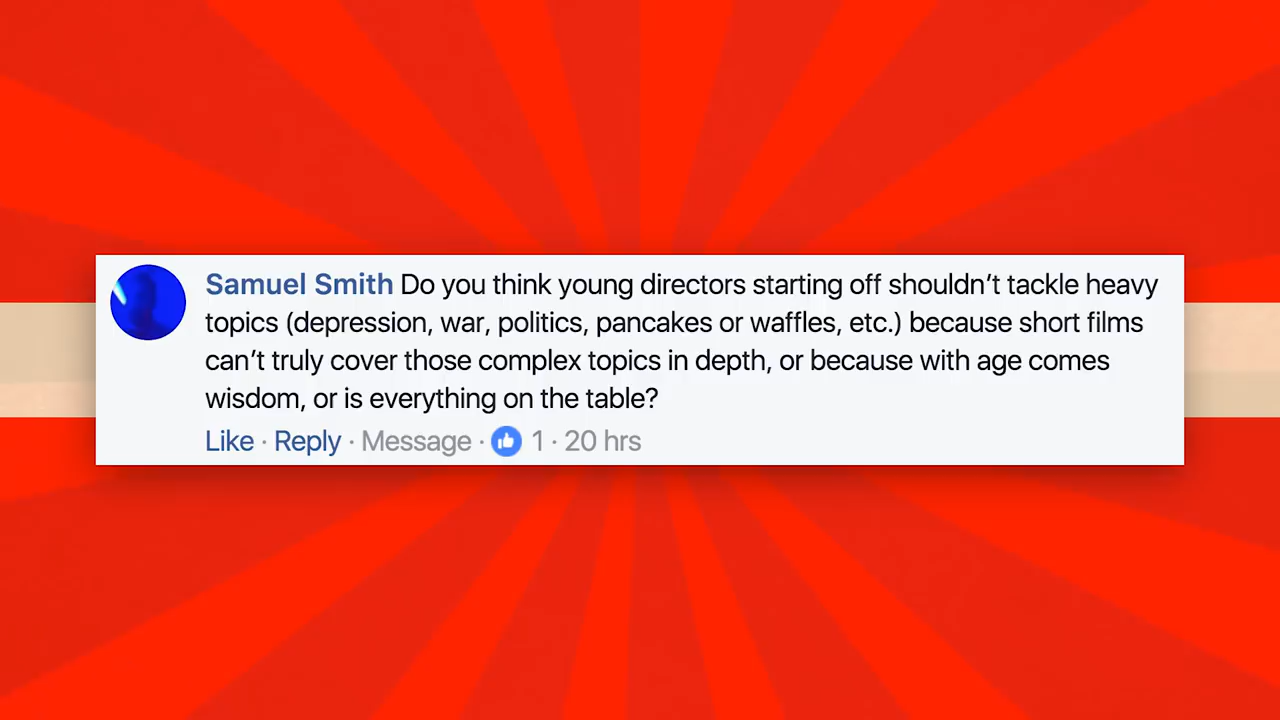 Samuel Smith Do you think young directors starting off shouldn’t tackle heavy
topics (depression, war, politics, pancakes or waffles, etc.) because short films
can’t truly cover those complex topics in depth, or because with age comes
wisdom, or is everything on the table?
Like · Reply · Message · 1 · 20 hrs